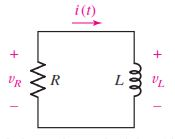 i(t)
+ +
v_R R L v_L
– –